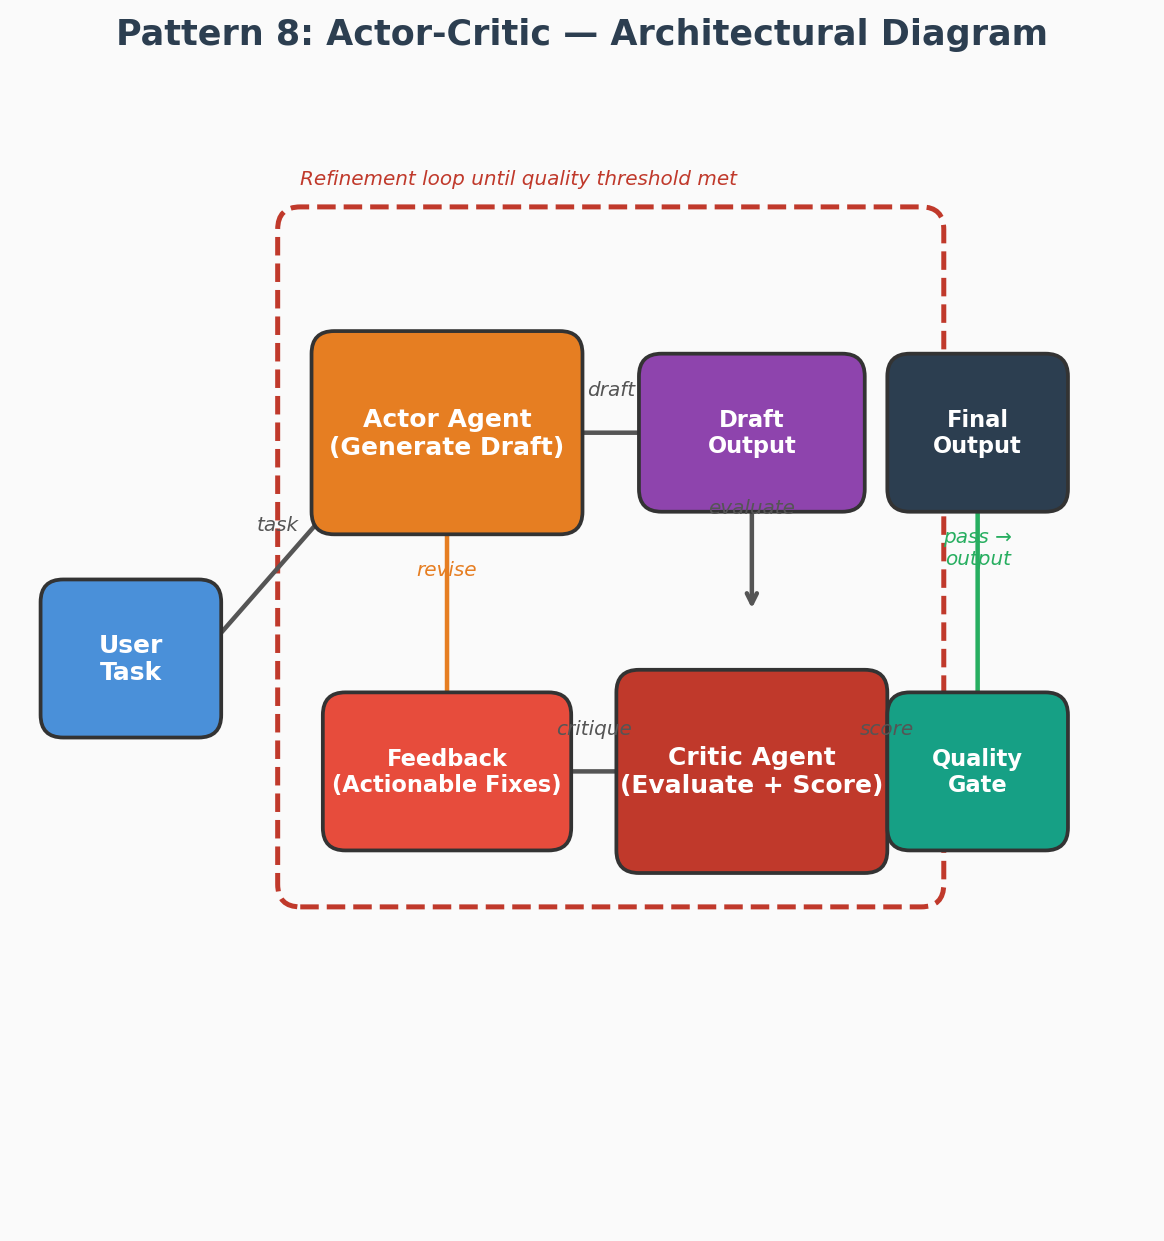 Pattern 8: Actor-Critic — Architectural Diagram
Refinement loop until quality threshold met
Actor Agent
(Generate Draft)
draft
Draft
Output
Final
Output
evaluate
task
pass →
output
revise
User
Task
critique
score
Feedback
(Actionable Fixes)
Critic Agent
(Evaluate + Score)
Quality
Gate